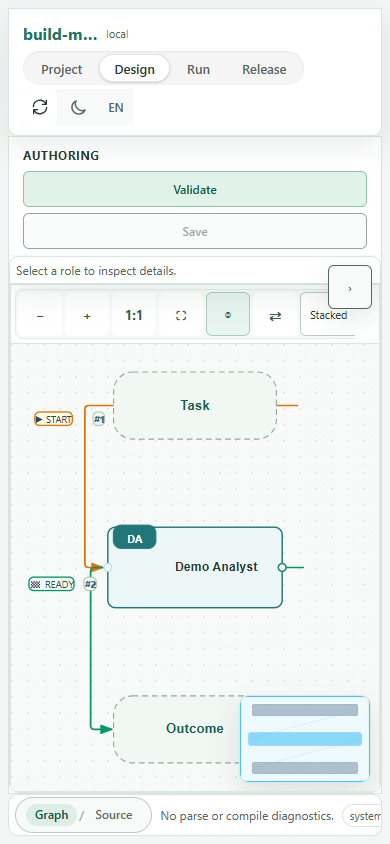 build-m... local
Project Design Run Release
EN
AUTHORING
Validate
Save
Select a role to inspect details.
− + 1:1 Stacked
Task
START #1
DA
Demo Analyst
READY #2
Outcome
Graph / Source No parse or compile diagnostics. system